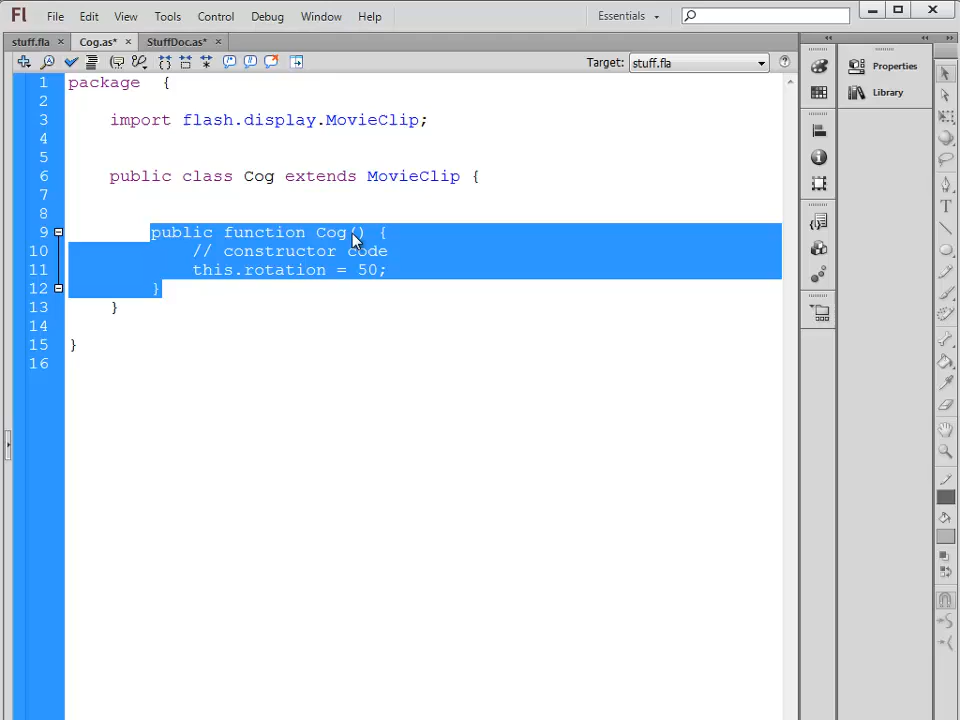 Fl File Edit View Tools Control Debug Window Help Essentials
stuff.fla × Cog.as* × StuffDoc.as* ×
Target: stuff.fla
Properties
Library
1 package {
2
3 import flash.display.MovieClip;
4
5
6 public class Cog extends MovieClip {
7
8
9 public function Cog() {
10 // constructor code
11 this.rotation = 50;
12 }
13 }
14
15 }
16